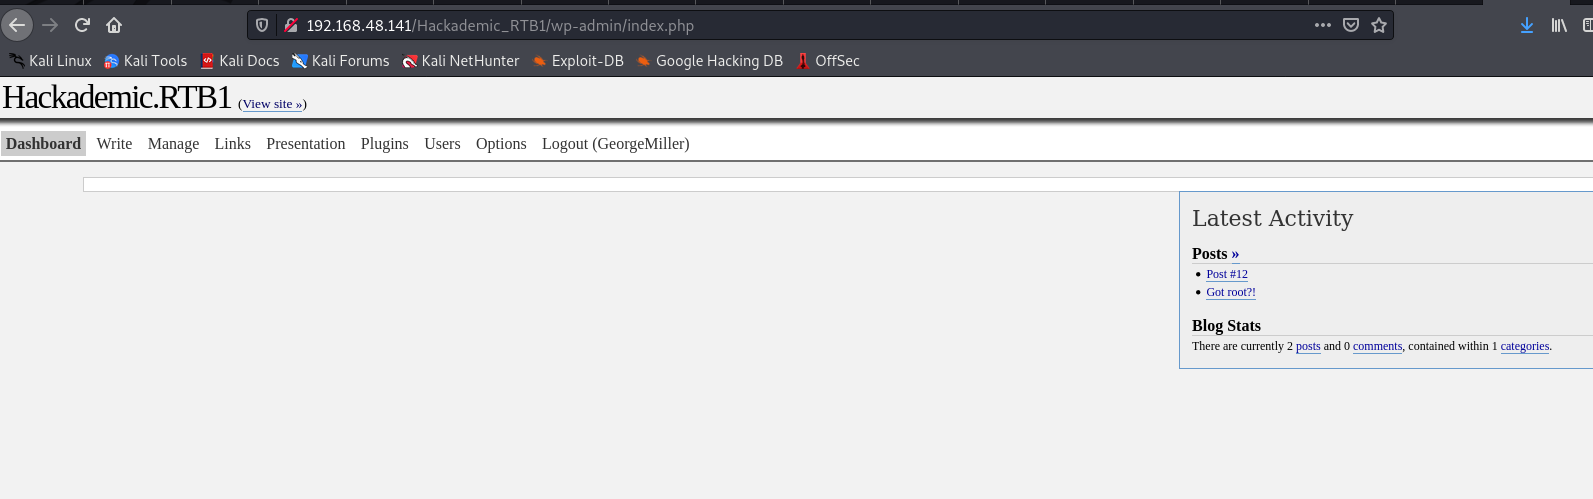 192.168.48.141/Hackademic_RTB1/wp-admin/index.php
Kali Linux Kali Tools Kali Docs Kali Forums Kali NetHunter Exploit-DB Google Hacking DB OffSec
Hackademic.RTB1 (View site »)
Dashboard Write Manage Links Presentation Plugins Users Options Logout (GeorgeMiller)
Latest Activity
Posts »
Post #12
Got root?!
Blog Stats
There are currently 2 posts and 0 comments, contained within 1 categories.